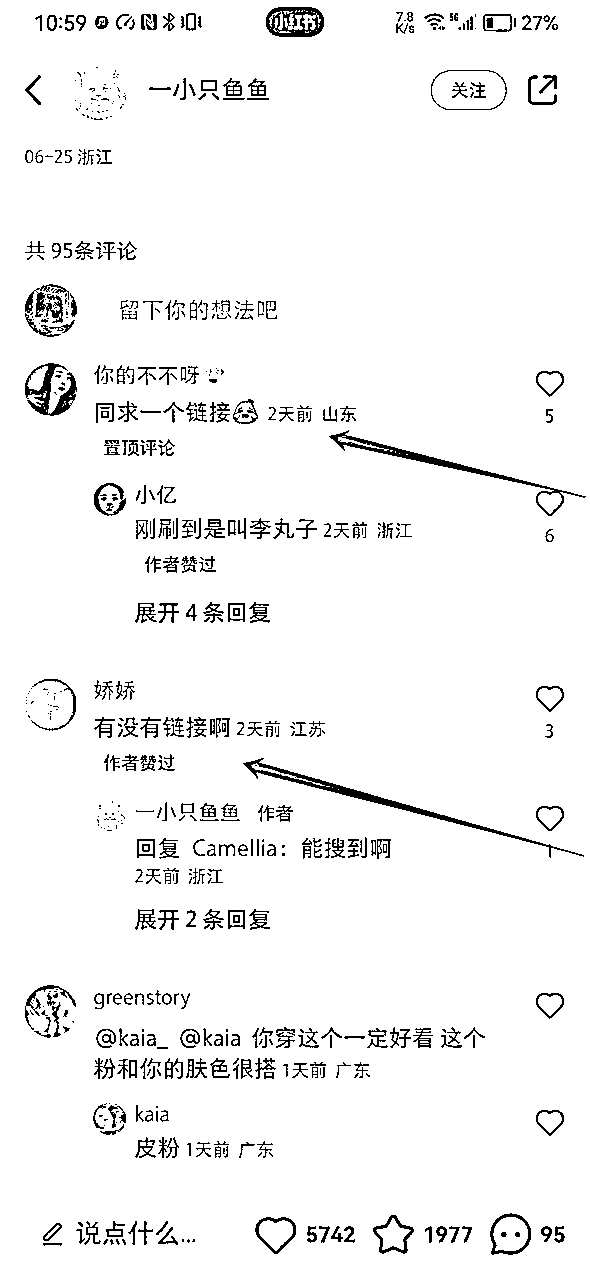 10:59
小红书
7.8 K/s
5G
27%
一小只鱼鱼
关注
06-25 浙江
共 95条评论
留下你的想法吧
你的不不呀
同求一个链接 2天前 山东
5
置顶评论
小亿
刚刷到是叫李丸子 2天前 浙江
6
作者赞过
展开 4 条回复
娇娇
有没有链接啊 2天前 江苏
3
作者赞过
一小只鱼鱼 作者
回复 Camellia：能搜到啊
1
2天前 浙江
展开 2 条回复
greenstory
@kaia_ @kaia 你穿这个一定好看 这个
粉和你的肤色很搭 1天前 广东
kaia
皮粉 1天前 广东
说点什么... 5742 1977 95